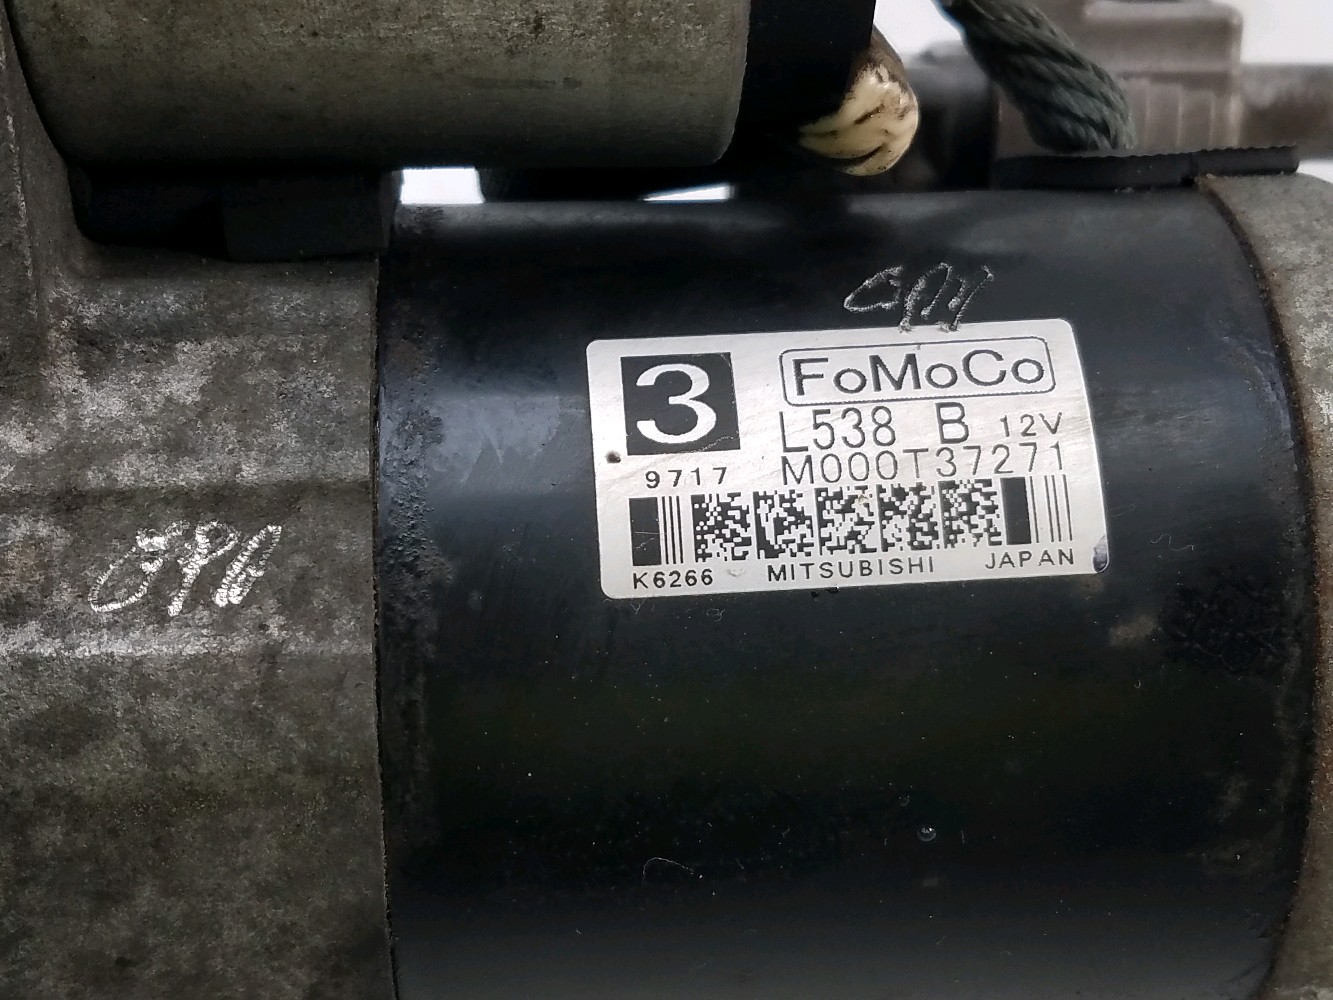 3
FoMoCo
L538 B 12V
9717 M000T37271
K6266 MITSUBISHI JAPAN